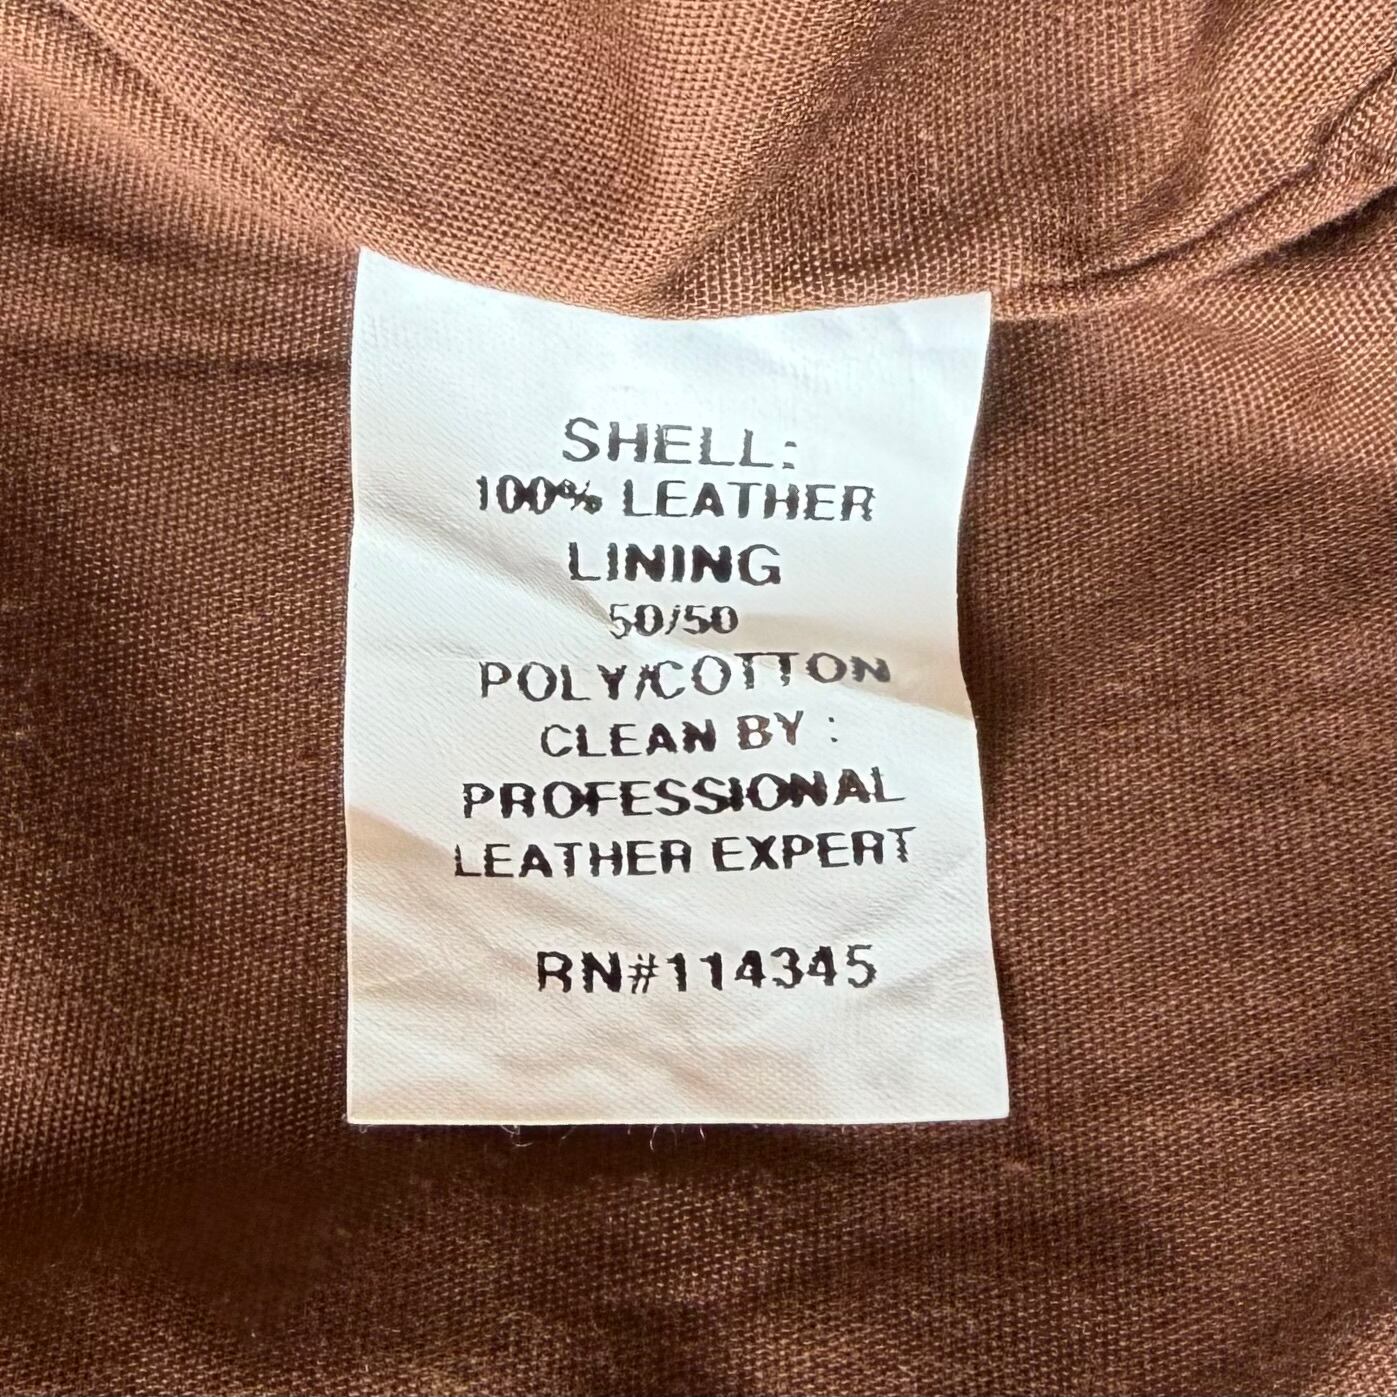 SHELL:
100% LEATHER
LINING
50/50
POLY/COTTON
CLEAN BY :
PROFESSIONAL
LEATHER EXPERT
RN#114345